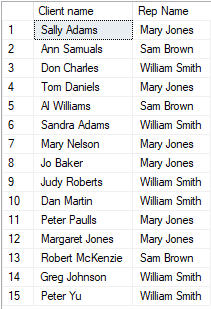 Client name Rep Name
1 Sally Adams Mary Jones
2 Ann Samuals Sam Brown
3 Don Charles William Smith
4 Tom Daniels Mary Jones
5 Al Williams Sam Brown
6 Sandra Adams William Smith
7 Mary Nelson Mary Jones
8 Jo Baker Mary Jones
9 Judy Roberts William Smith
10 Dan Martin William Smith
11 Peter Paulls Mary Jones
12 Margaret Jones Mary Jones
13 Robert McKenzie Sam Brown
14 Greg Johnson William Smith
15 Peter Yu William Smith